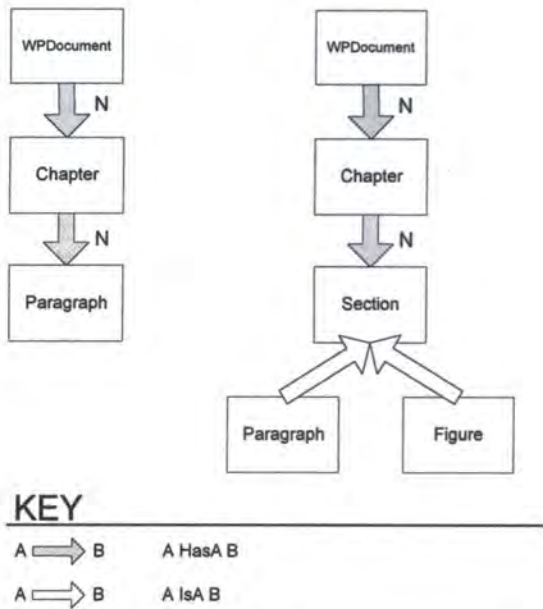 WPDocument
N
Chapter
N
Paragraph
WPDocument
N
Chapter
N
Section
Paragraph
Figure
KEY
A B A HasA B
A B A IsA B